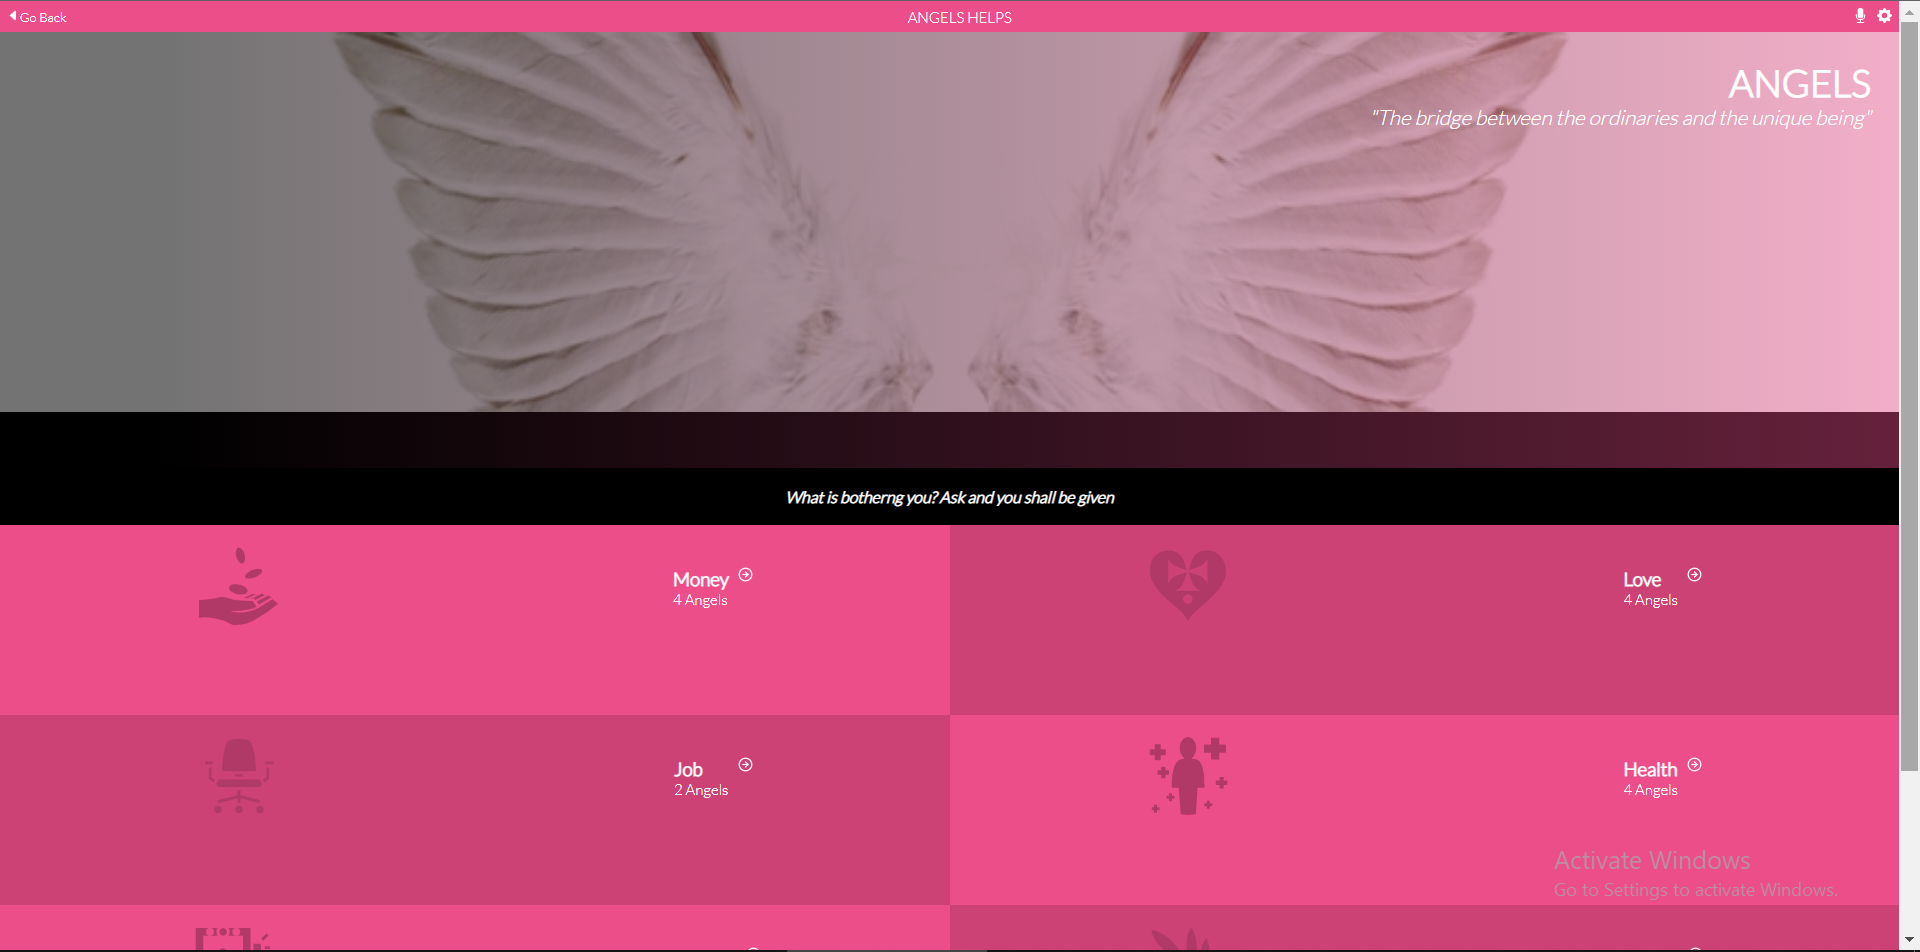 Go Back
ANGELS HELPS
ANGELS
"The bridge between the ordinaries and the unique being"
What is botherng you? Ask and you shall be given
Money
4 Angels
Love
4 Angels
Job
2 Angels
Health
4 Angels
Activate Windows
Go to Settings to activate Windows.